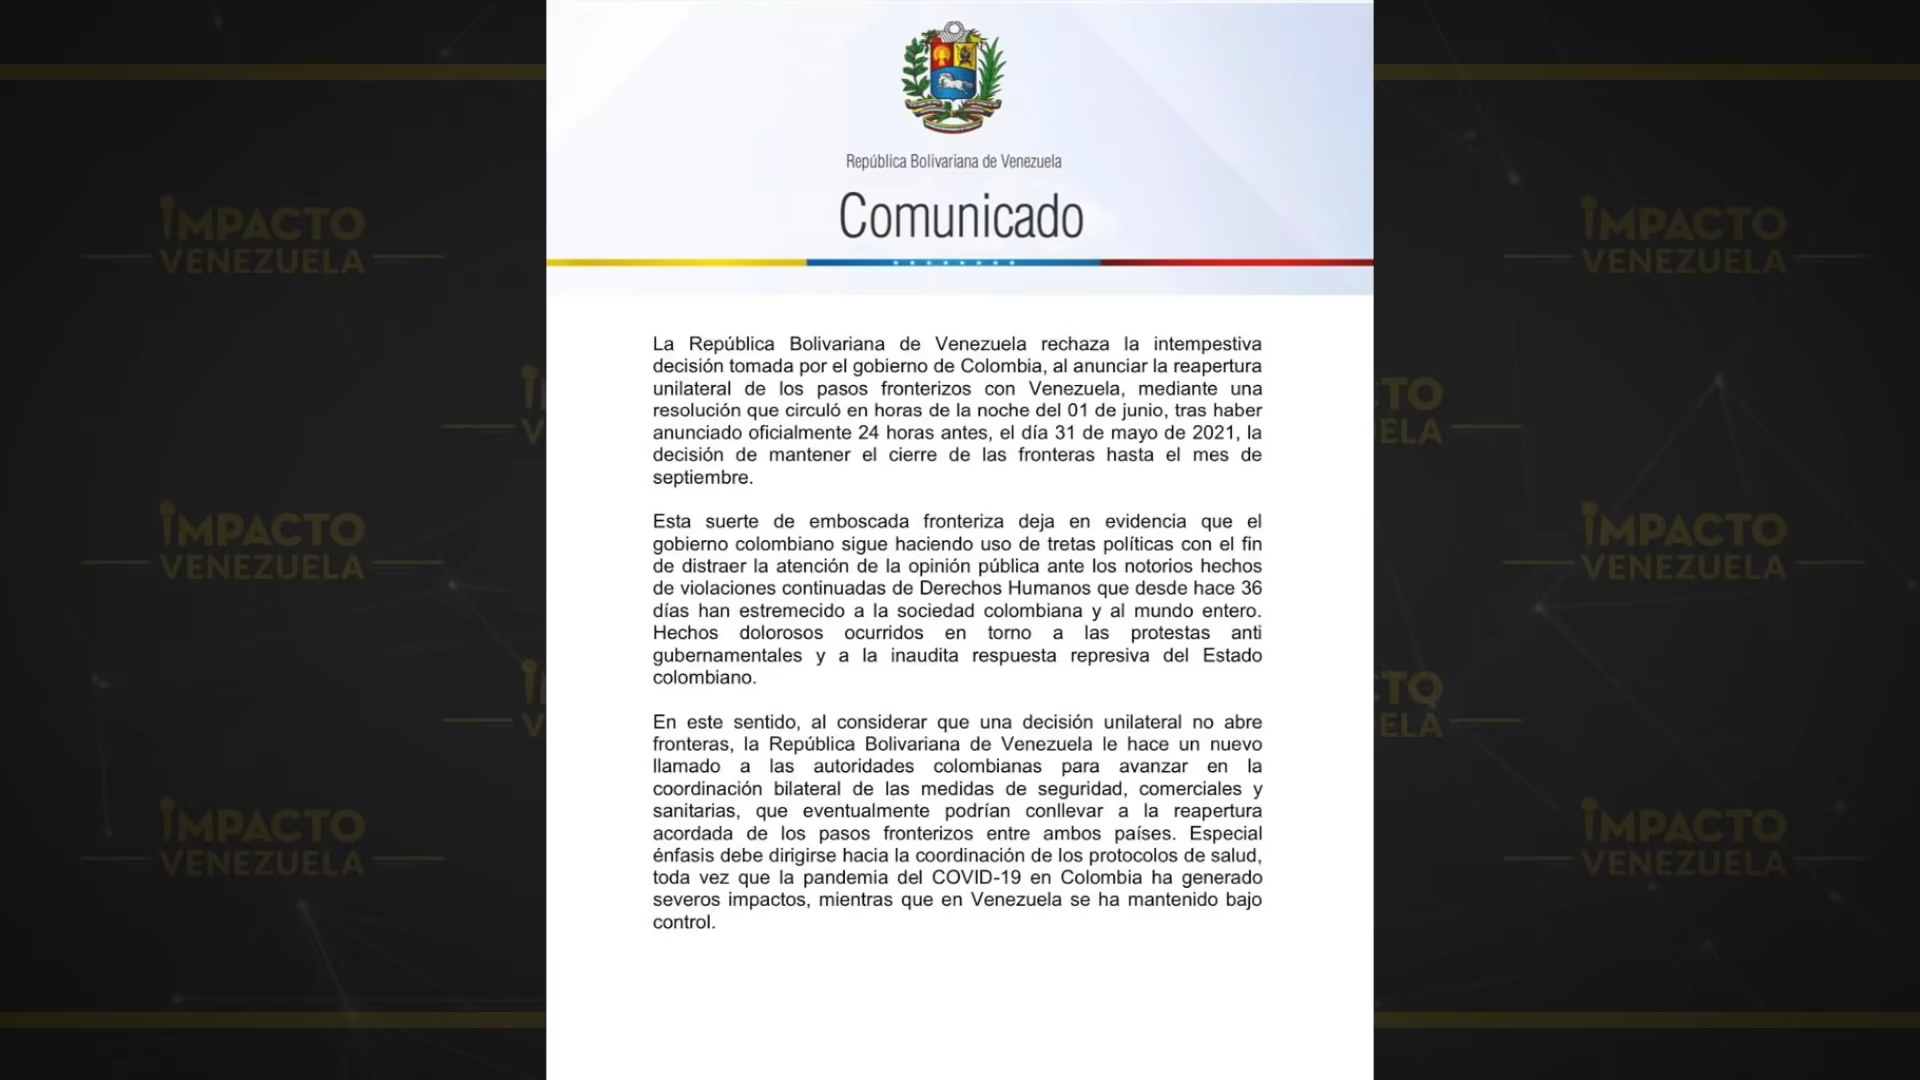 República Bolivariana de Venezuela
Comunicado
La República Bolivariana de Venezuela rechaza la intempestiva
decisión tomada por el gobierno de Colombia, al anunciar la reapertura
unilateral de los pasos fronterizos con Venezuela, mediante una
resolución que circuló en horas de la noche del 01 de junio, tras haber
anunciado oficialmente 24 horas antes, el día 31 de mayo de 2021, la
decisión de mantener el cierre de las fronteras hasta el mes de
septiembre.
Esta suerte de emboscada fronteriza deja en evidencia que el
gobierno colombiano sigue haciendo uso de tretas políticas con el fin
de distraer la atención de la opinión pública ante los notorios hechos
de violaciones continuadas de Derechos Humanos que desde hace 36
días han estremecido a la sociedad colombiana y al mundo entero.
Hechos dolorosos ocurridos en torno a las protestas anti
gubernamentales y a la inaudita respuesta represiva del Estado
colombiano.
En este sentido, al considerar que una decisión unilateral no abre
fronteras, la República Bolivariana de Venezuela le hace un nuevo
llamado a las autoridades colombianas para avanzar en la
coordinación bilateral de las medidas de seguridad, comerciales y
sanitarias, que eventualmente podrían conllevar a la reapertura
acordada de los pasos fronterizos entre ambos países. Especial
énfasis debe dirigirse hacia la coordinación de los protocolos de salud,
toda vez que la pandemia del COVID-19 en Colombia ha generado
severos impactos, mientras que en Venezuela se ha mantenido bajo
control.
IMPACTO
VENEZUELA
IMPACTO
VENEZUELA
IMPACTO
VENEZUELA
I
V
I
V
TO
ELA
TO
ELA
IMPACTO
VENEZUELA
IMPACTO
VENEZUELA
IMPACTO
VENEZUELA